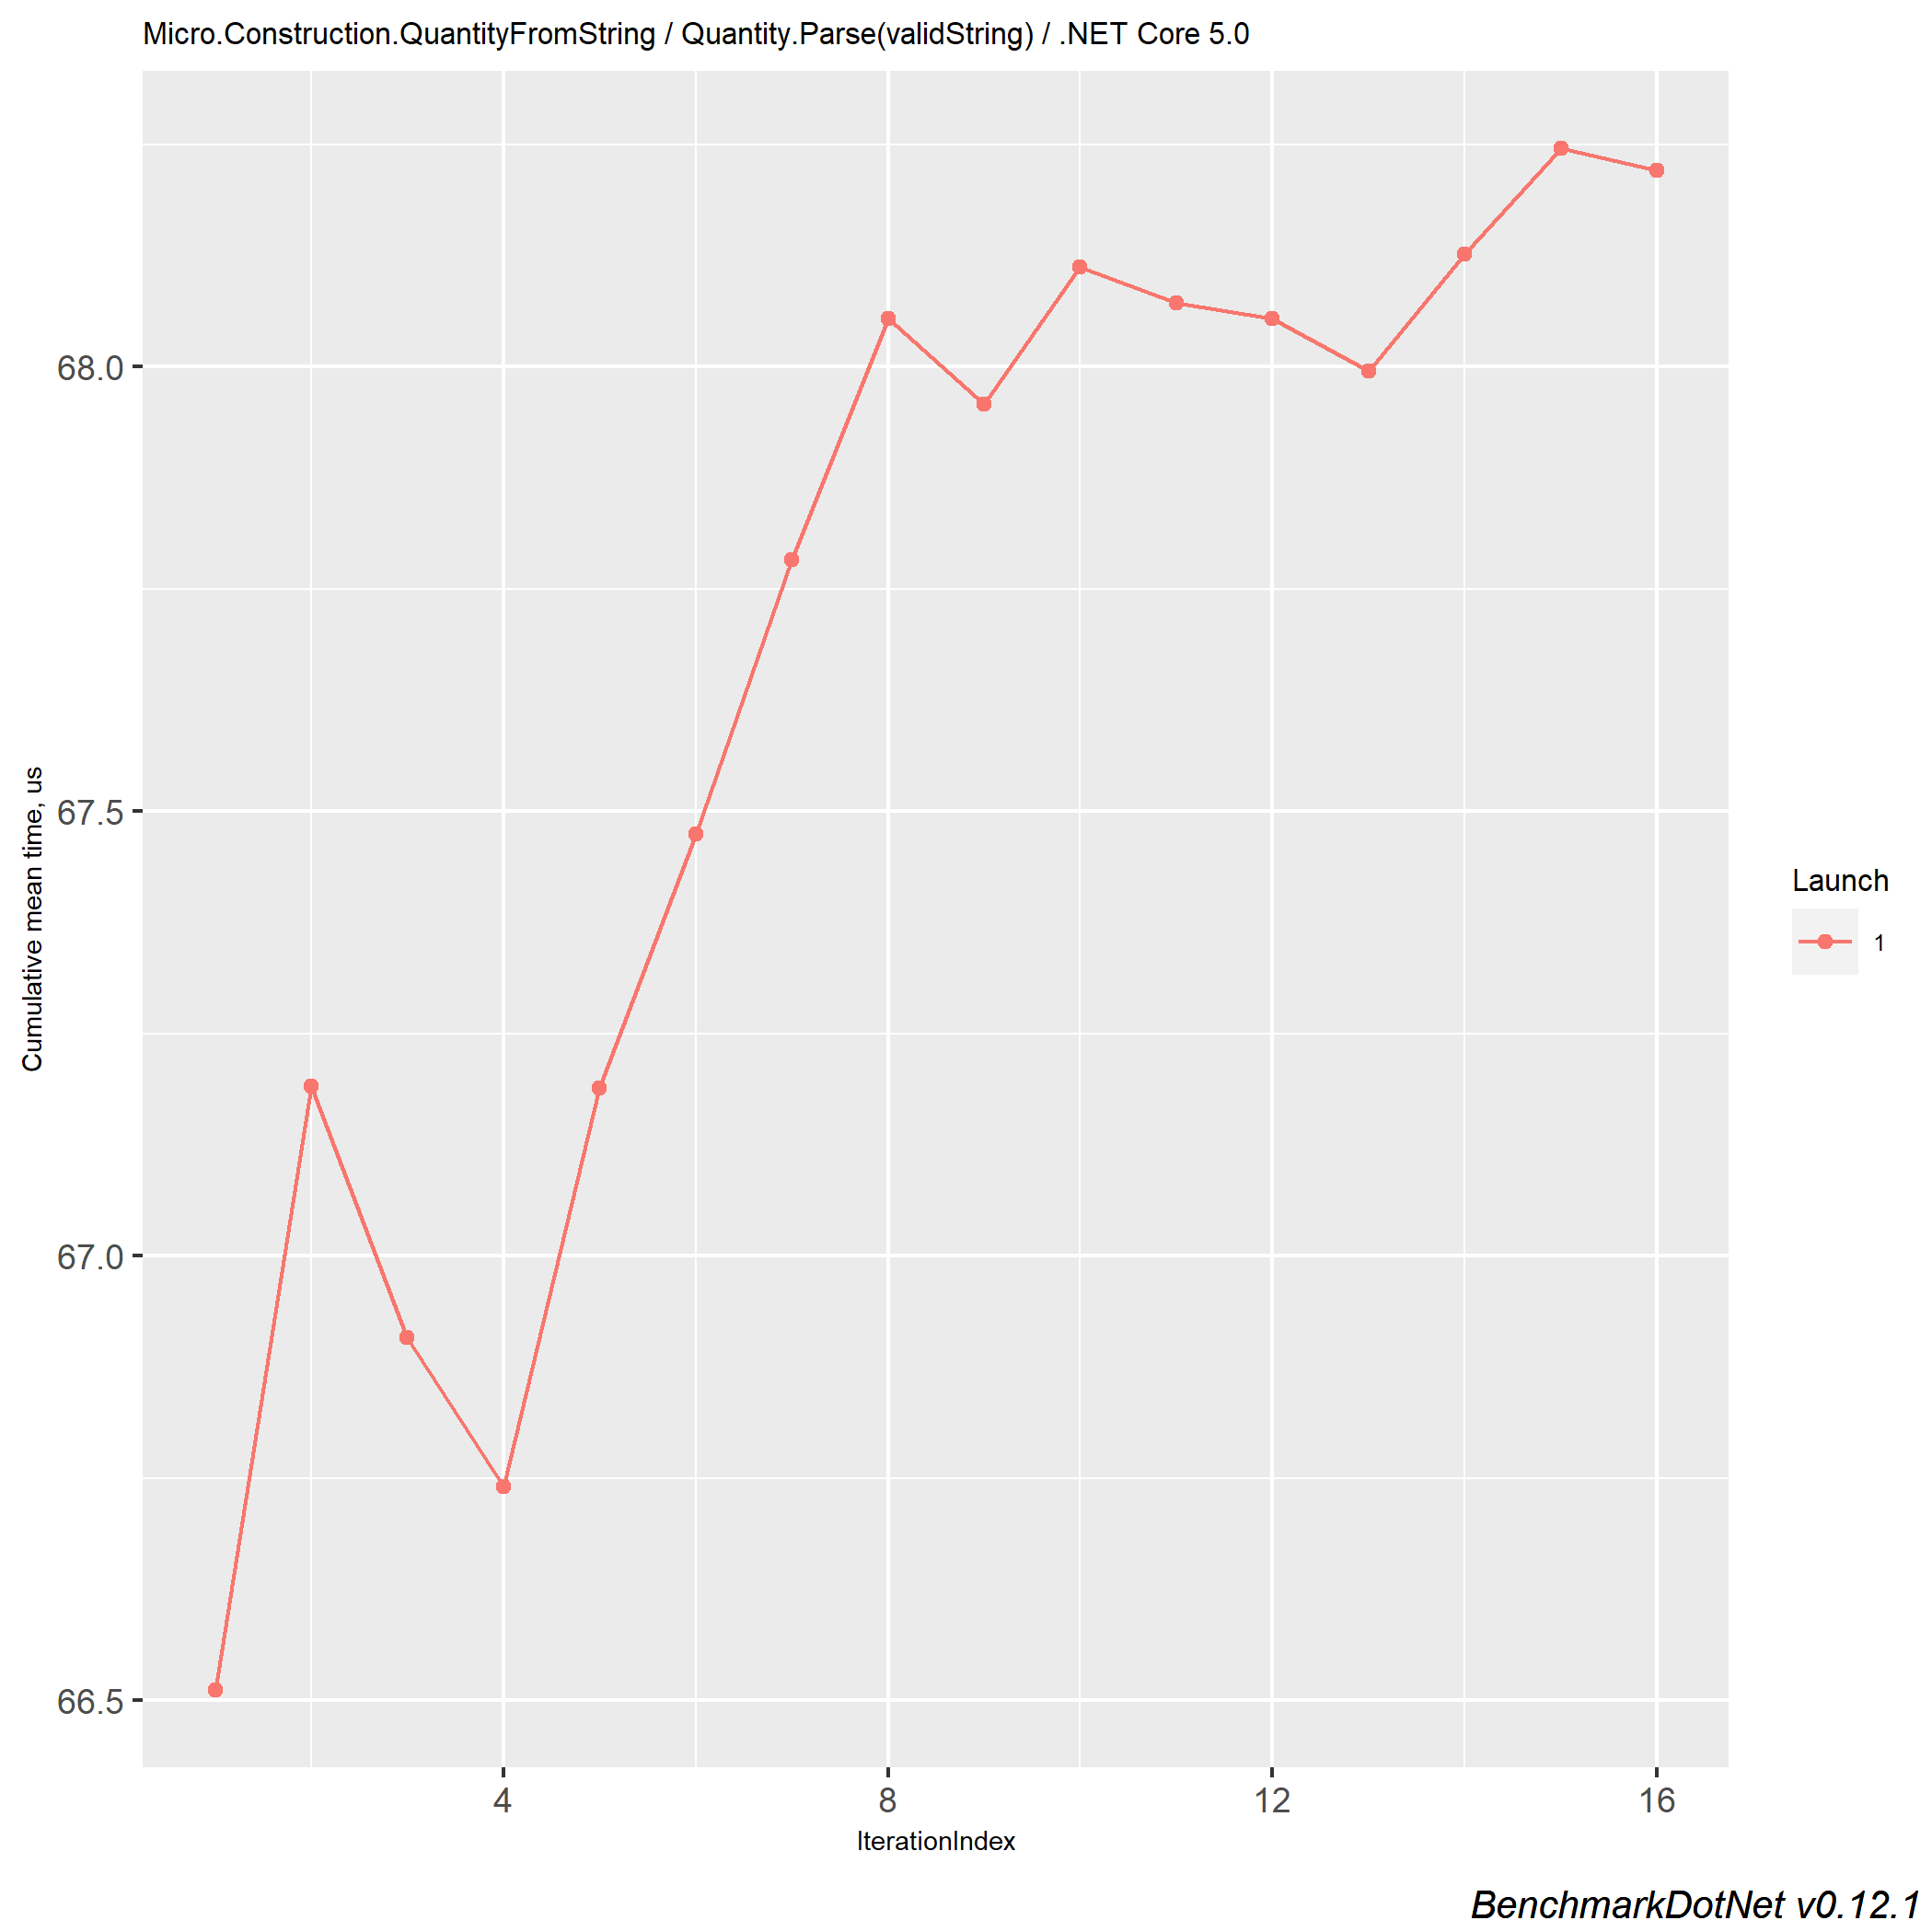 Micro.Construction.QuantityFromString / Quantity.Parse(validString) / .NET Core 5.0
Cumulative mean time, us
68.0
67.5
67.0
66.5
4
8
12
16
IterationIndex
Launch
1
BenchmarkDotNet v0.12.1